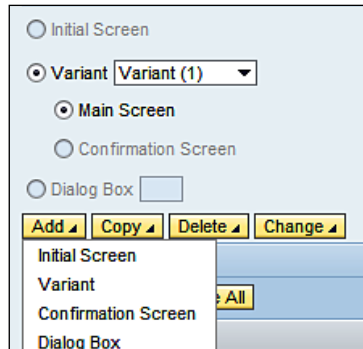 Initial Screen
Variant Variant (1)
Main Screen
Confirmation Screen
Dialog Box
Add Copy Delete Change
Initial Screen
Variant
All
Confirmation Screen
Dialog Box